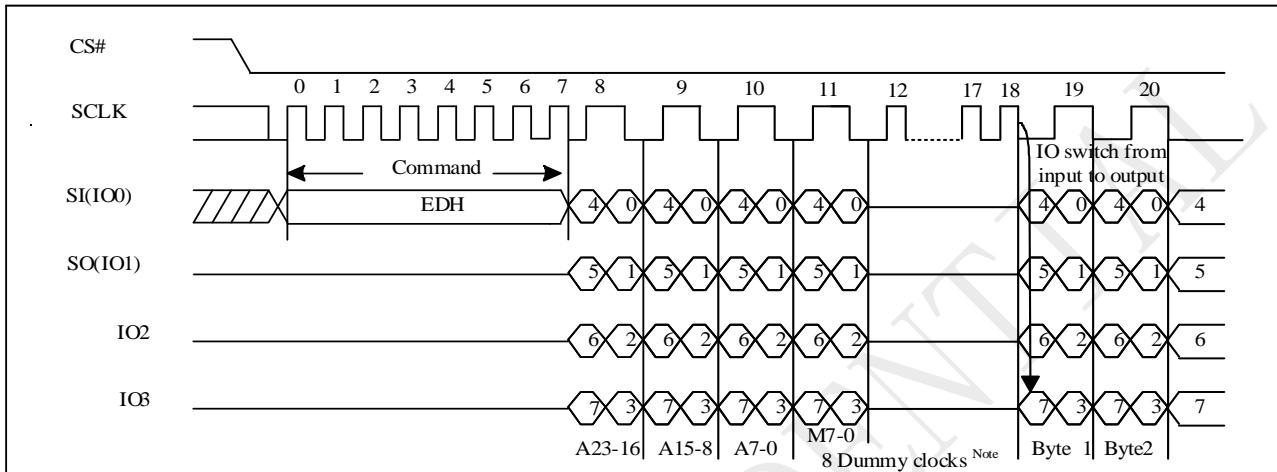 CS#
0 1 2 3 4 5 6 7 8 9 10 11 12 17 18 19 20
SCLK
Command
IO switch from
input to output
SI(IO0) EDH 4 0 4 0 4 0 4 0 4 0 4 0 4
SO(IO1) 5 1 5 1 5 1 5 1 5 1 5 1 5
IO2 6 2 6 2 6 2 6 2 6 2 6 2 6
IO3 7 3 7 3 7 3 7 3 7 3 7 3 7
A23-16 A15-8 A7-0 M7-0 Byte 1 Byte2
8 Dummy clocks Note